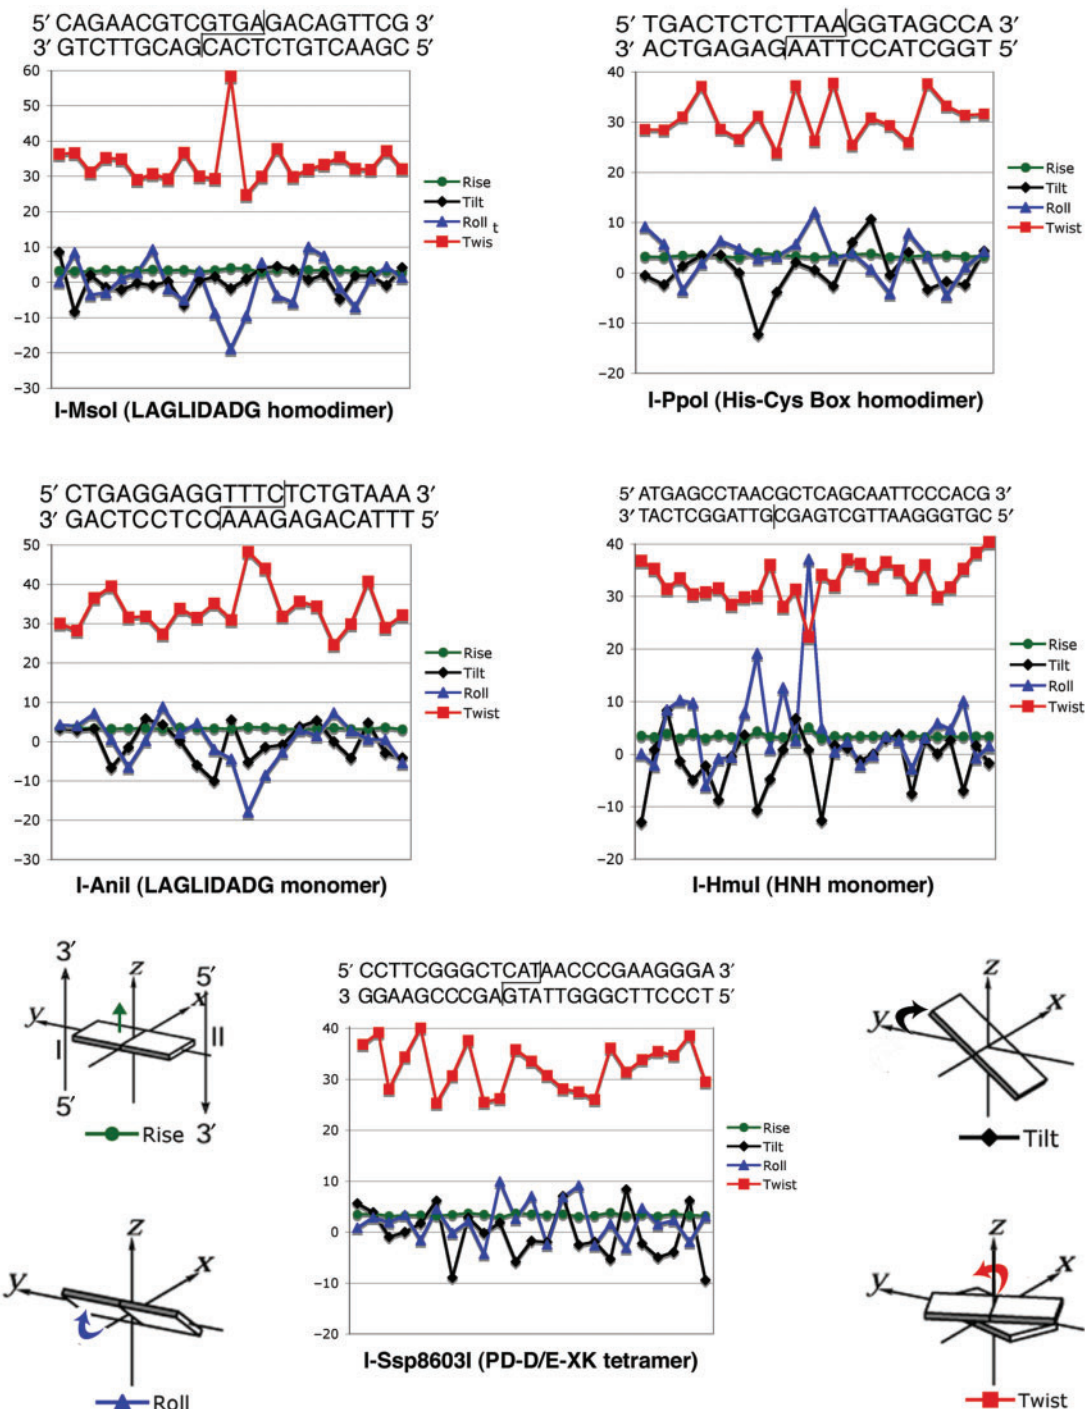 5′ CAGAACGTCGTGAGACAGTTCG 3′
3′ GTCTTGCAGCACTCTGTCAAGC 5′
60
50
40
30
20
10
0
−10
−20
−30
Rise
Tilt
Roll t
Twis
I-MsoI (LAGLIDADG homodimer)
5′ TGACTCTCTTAAGGTAGCCA 3′
3′ ACTGAGAGAATTCCATCGGT 5′
40
30
20
10
0
−10
−20
Rise
Tilt
Roll
Twist
I-PpoI (His-Cys Box homodimer)
5′ CTGAGGAGGTTTCTCTGTAAA 3′
3′ GACTCCTCCAAAGAGACATTT 5′
50
40
30
20
10
0
−10
−20
−30
Rise
Tilt
Roll
Twist
I-AniI (LAGLIDADG monomer)
5′ ATGAGCCTAACGCTCAGCAATTCCCACG 3′
3′ TACTCGGATTGCGAGTCGTTAAGGGTGC 5′
40
30
20
10
0
−10
−20
Rise
Tilt
Roll
Twist
I-HmuI (HNH monomer)
3′ z 5′
y x
I II
5′ 3′
Rise
5′ CCTTCGGGCTCATAACCCGAAGGGA 3′
3 GGAAGCCCGAGTATTGGGCTTCCCT 5′
40
30
20
10
0
−10
−20
Rise
Tilt
Roll
Twist
I-Ssp8603I (PD-D/E-XK tetramer)
z
y x
Tilt
z
y x
Roll
z
y x
Twist